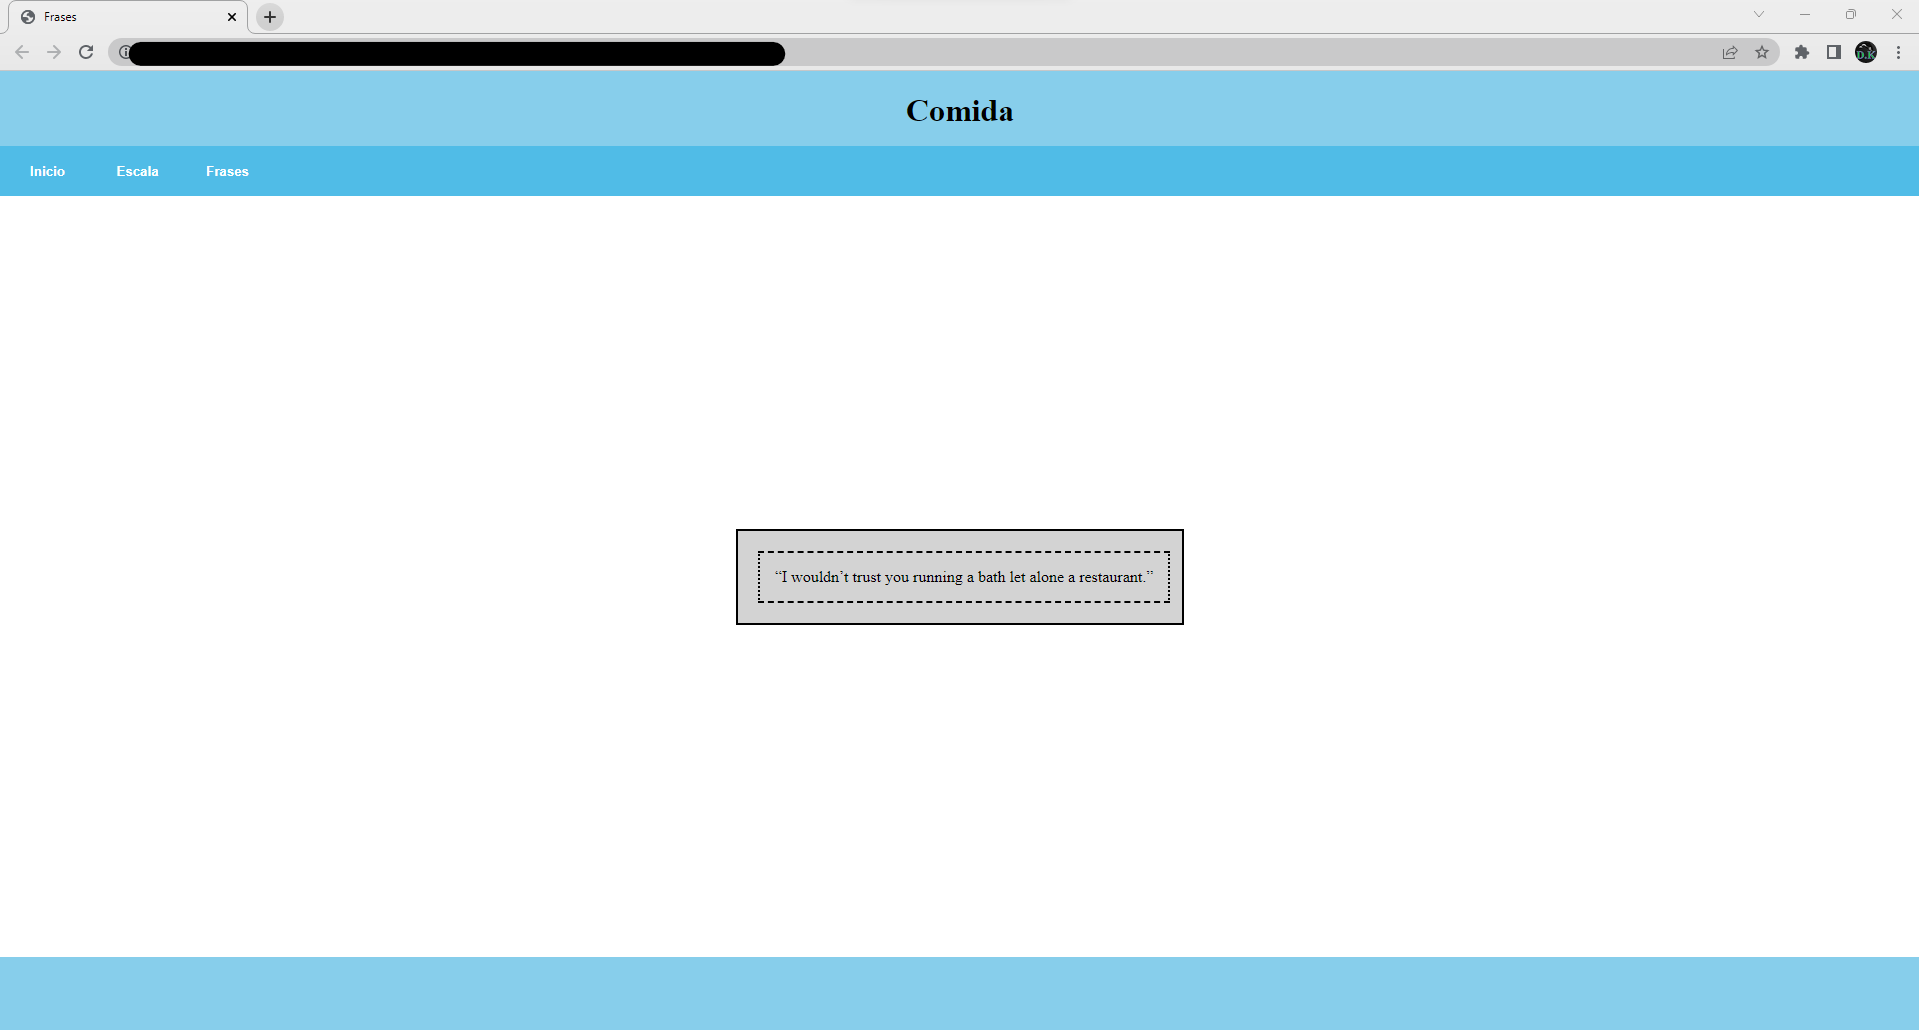 Frases
D.K
Comida
Inicio Escala Frases
“I wouldn’t trust you running a bath let alone a restaurant.”